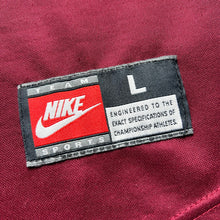 TEAM
NIKE
SPORTS
L
ENGINEERED TO THE
EXACT SPECIFICATIONS OF
CHAMPIONSHIP ATHLETES.